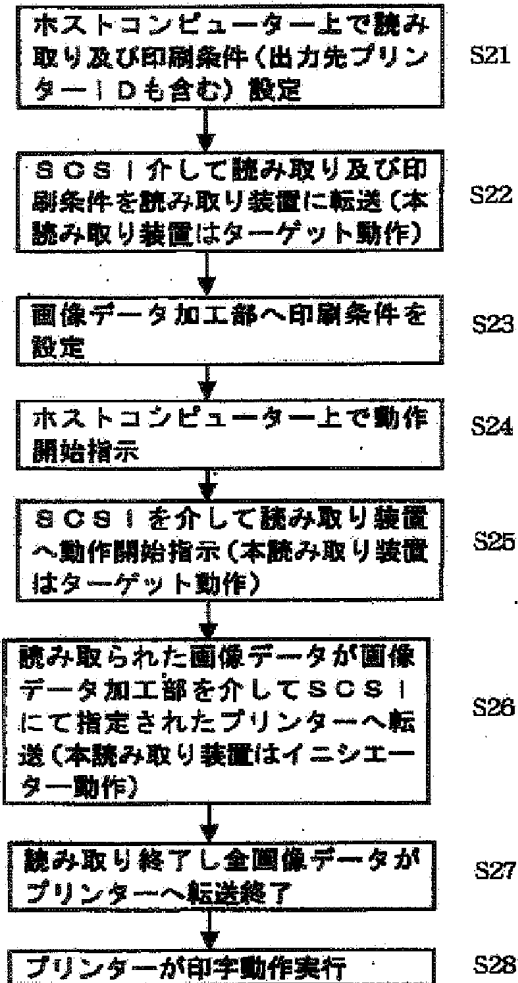 ホストコンピューター上で読み
取り及び印刷条件(出力先プリン
ターIDも含む)設定
S21
SCSI介して読み取り及び印
刷条件を読み取り装置に転送(本
読み取り装置はターゲット動作)
S22
画像データ加工部へ印刷条件を
設定
S23
ホストコンピューター上で動作
開始指示
S24
SCSIを介して読み取り装置
へ動作開始指示(本読み取り装置
はターゲット動作)
S25
読み取られた画像データが画像
データ加工部を介してSCSI
にて指定されたプリンターへ転
送(本読み取り装置はイニシエー
ター動作)
S26
読み取り終了し全画像データが
プリンターへ転送終了
S27
プリンターが印字動作実行
S28